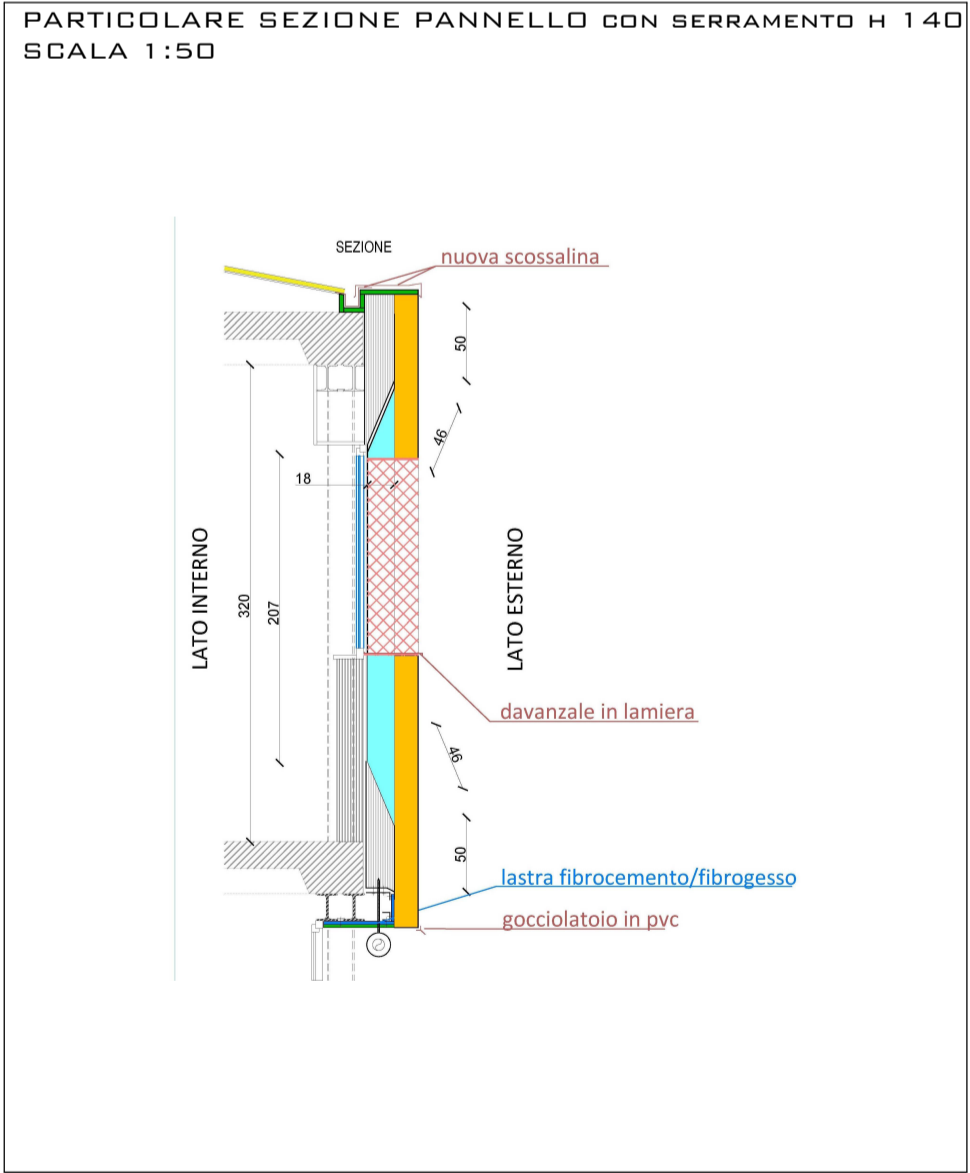 PARTICOLARE SEZIONE PANNELLO CON SERRAMENTO H 140
SCALA 1:50
SEZIONE
nuova scossalina
50
46
18
LATO INTERNO
320
207
LATO ESTERNO
davanzale in lamiera
46
50
lastra fibrocemento/fibrogesso
gocciolatoio in pvc